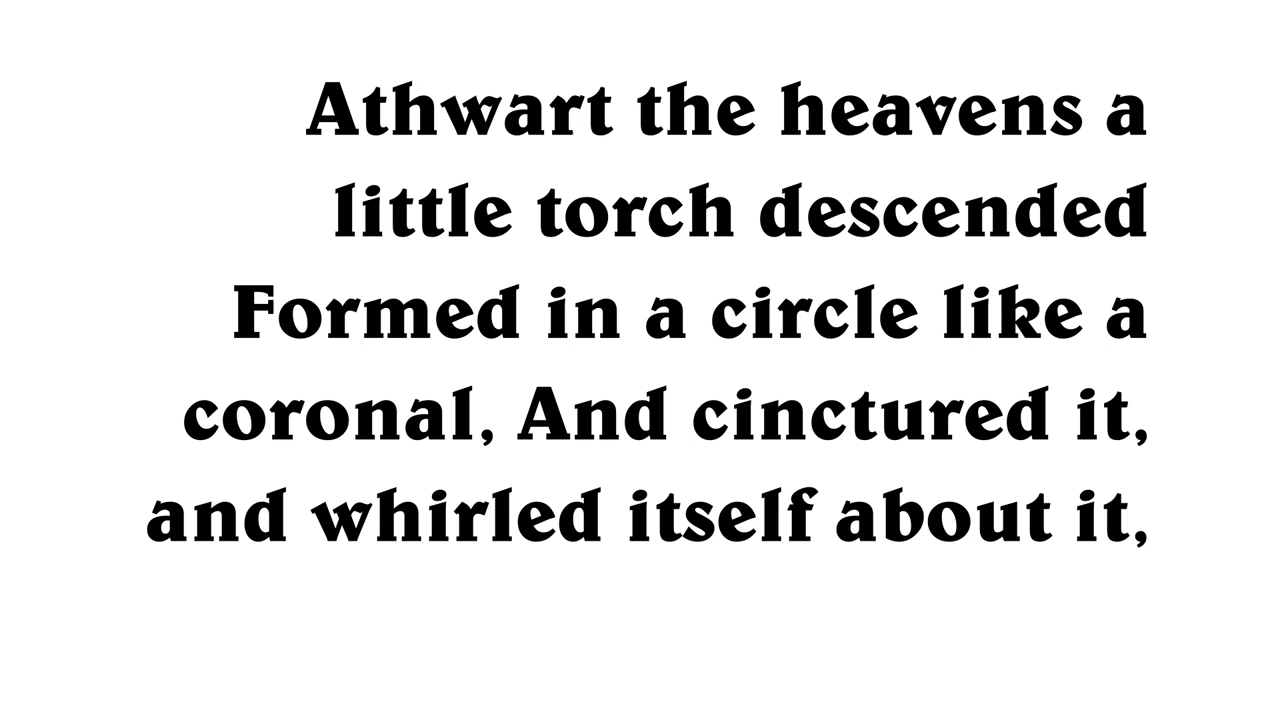 Athwart the heavens a
little torch descended
Formed in a circle like a
coronal, And cinctured it,
and whirled itself about it,